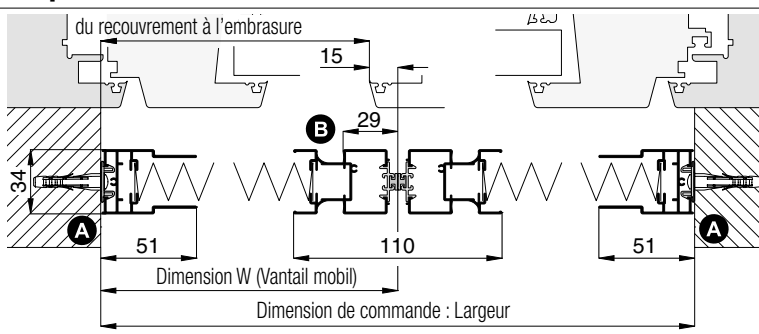 du recouvrement à l'embrasure
15
B
29
34
A
A
51
110
51
Dimension W (Vantail mobil)
Dimension de commande : Largeur